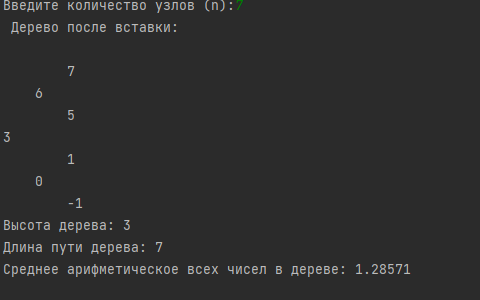 Введите количество узлов (n):7
Дерево после вставки:
7
6
5
3
1
0
-1
Высота дерева: 3
Длина пути дерева: 7
Среднее арифметическое всех чисел в дереве: 1.28571